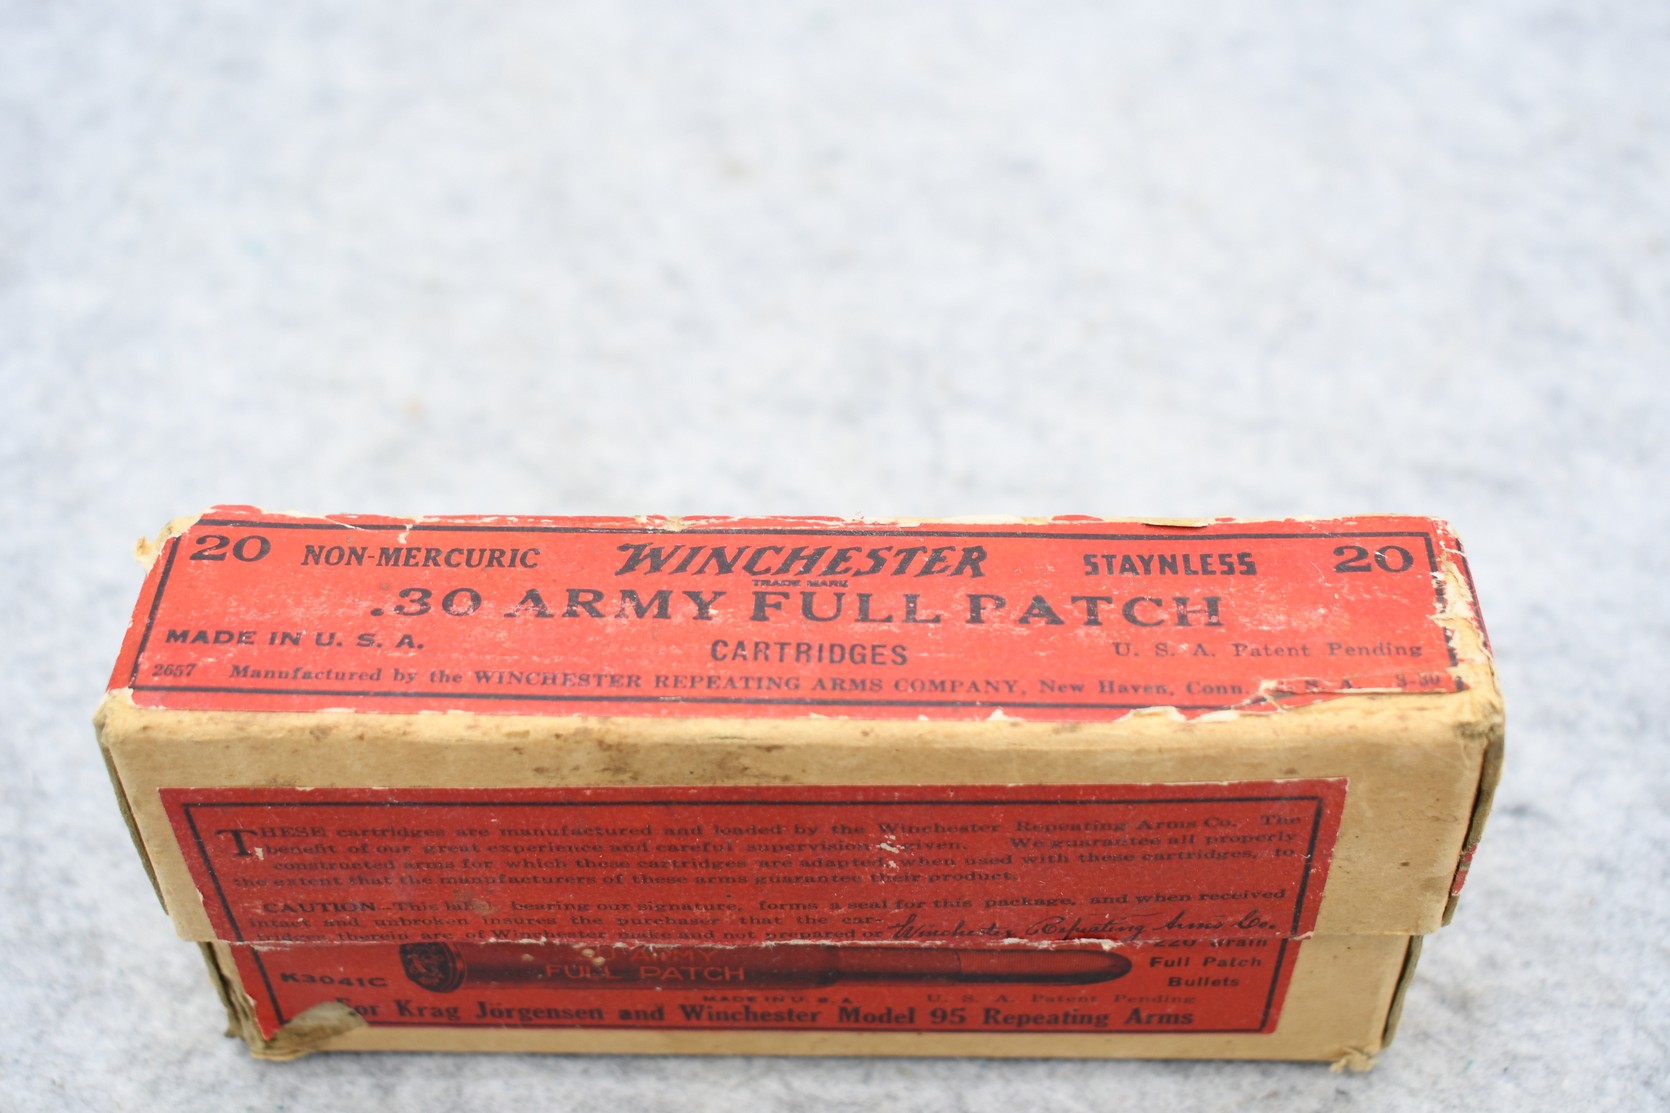 20 NON-MERCURIC WINCHESTER STAYNLESS 20
TRADE MARK
.30 ARMY FULL PATCH
MADE IN U. S. A. CARTRIDGES U. S. A. Patent Pending
2657 Manufactured by the WINCHESTER REPEATING ARMS COMPANY, New Haven, Conn. S. A. 3-30
THESE cartridges are manufactured and loaded by the Winchester Repeating Arms Co. The
benefit of our great experience and careful supervision given. We guarantee all properly
constructed arms for which these cartridges are adapted, when used with these cartridges, to
the extent that the manufacturers of these arms guarantee their product.
CAUTION—This label, bearing our signature, forms a seal for this package, and when received
intact and unbroken insures the purchaser that the car-
tridges therein are of Winchester make and not prepared or Winchester Repeating Arms Co.
ARMY 220 Grain
K3041C FULL PATCH Full Patch
Bullets
MADE IN U. S. A. U. S. A. Patent Pending
For Krag Jörgensen and Winchester Model 95 Repeating Arms